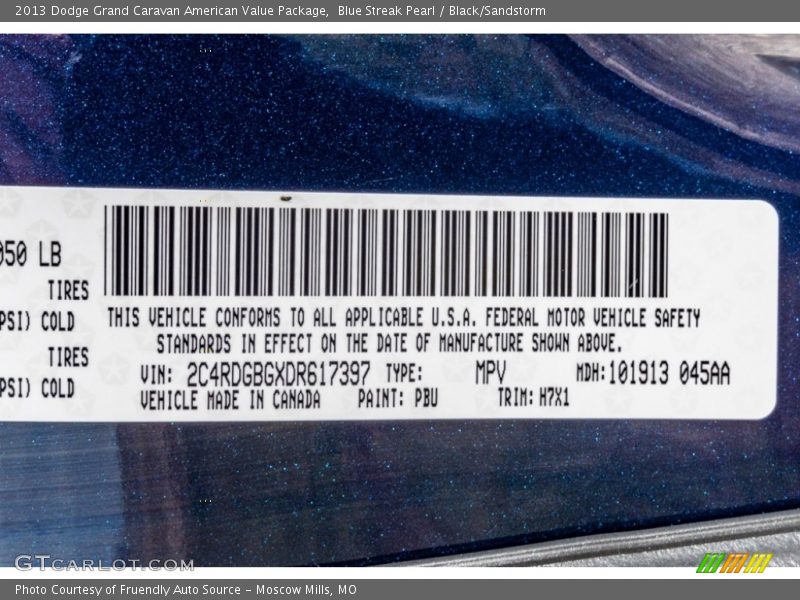 2013 Dodge Grand Caravan American Value Package, Blue Streak Pearl / Black/Sandstorm
050 LB
TIRES
PSI) COLD
THIS VEHICLE CONFORMS TO ALL APPLICABLE U.S.A. FEDERAL MOTOR VEHICLE SAFETY
STANDARDS IN EFFECT ON THE DATE OF MANUFACTURE SHOWN ABOVE.
TIRES
PSI) COLD
VIN: 2C4RDGBGXDR617397 TYPE: MPV MDH: 101913 045AA
VEHICLE MADE IN CANADA PAINT: PBU TRIM: H7X1
GTCARLOT.COM
Photo Courtesy of Fruendly Auto Source – Moscow Mills, MO